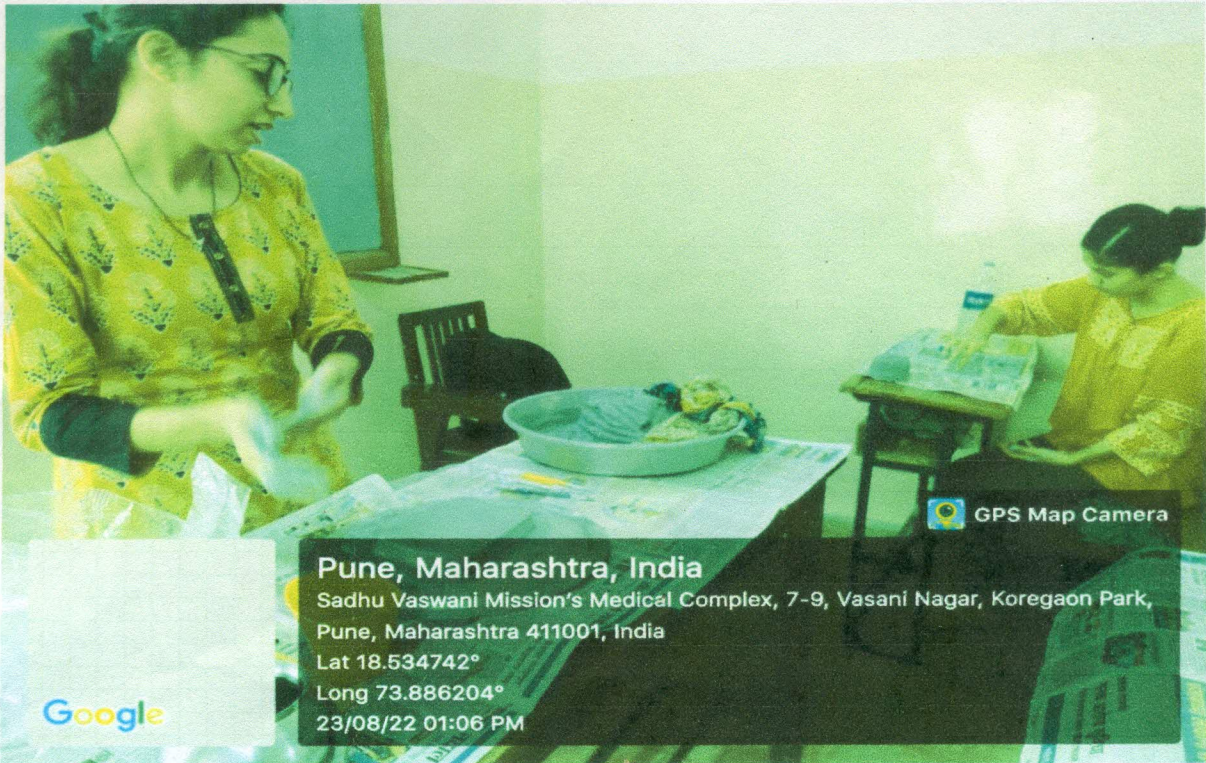 GPS Map Camera
Pune, Maharashtra, India
Sadhu Vaswani Mission's Medical Complex, 7-9, Vasani Nagar, Koregaon Park,
Pune, Maharashtra 411001, India
Lat 18.534742°
Long 73.886204°
23/08/22 01:06 PM
Google